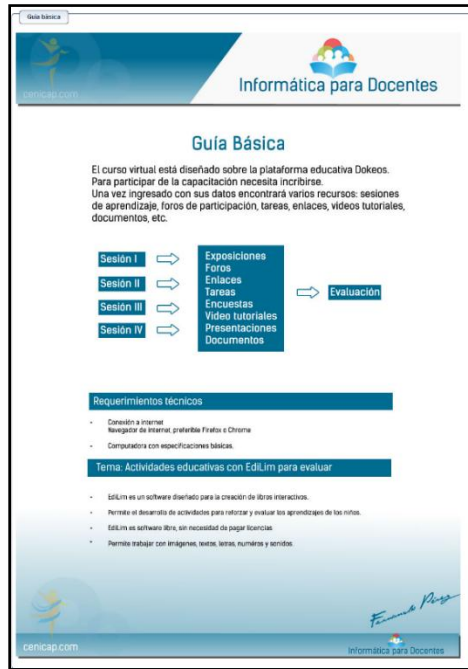 Guía básica
cenicap.com
Informática para Docentes
Guía Básica
El curso virtual está diseñado sobre la plataforma educativa Dokeos.
Para participar de la capacitación necesita incribirse.
Una vez ingresado con sus datos encontrará varios recursos: sesiones
de aprendizaje, foros de participación, tareas, enlaces, videos tutoriales,
documentos, etc.
Sesión I
Sesión II
Sesión III
Sesión IV
Exposiciones
Foros
Enlaces
Tareas
Encuestas
Video tutoriales
Presentaciones
Documentos
Evaluación
Requerimientos técnicos
- Conexión a internet
Navegador de internet, preferible Firefox o Chrome
- Computadora con especificaciones básicas.
Tema: Actividades educativas con EdiLim para evaluar
- EdiLim es un software diseñado para la creación de libros interactivos.
- Permite el desarrollo de actividades para reforzar y evaluar los aprendizajes de los niños.
- EdiLim es software libre, sin necesidad de pagar licencias.
* Permite trabajar con imágenes, textos, letras, numéros y sonidos.
Fernando Pérez
cenicap.com
Informática para Docentes